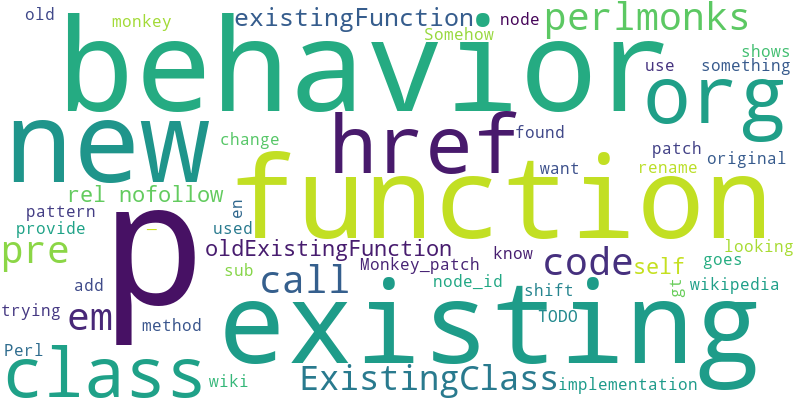 old
monkey
existingFunction
node
perlmonks
Somehow
behavior
shows
use
something
org
new
change
href
found
patch
original
rename
want
function
rel nofollow
pattern
provide
p
en
used
pre
oldExistingFunction
know
looking
goes
code
self
Monkey_patch
sub
call
node_id
shift
gt
wikipedia
add
trying
em
method
existing
TODO
Perl
class
wiki
ExistingClass
implementation